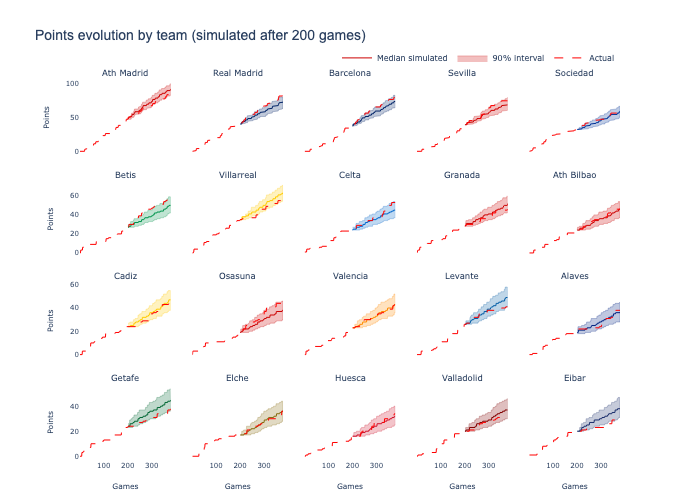 Points evolution by team (simulated after 200 games)
Median simulated 90% interval Actual
Ath Madrid Real Madrid Barcelona Sevilla Sociedad
100
50
0
Points
Betis Villarreal Celta Granada Ath Bilbao
60
40
20
0
Points
Cadiz Osasuna Valencia Levante Alaves
60
40
20
0
Points
Getafe Elche Huesca Valladolid Eibar
40
20
0
Points
100 200 300 100 200 300 100 200 300 100 200 300 100 200 300
Games Games Games Games Games